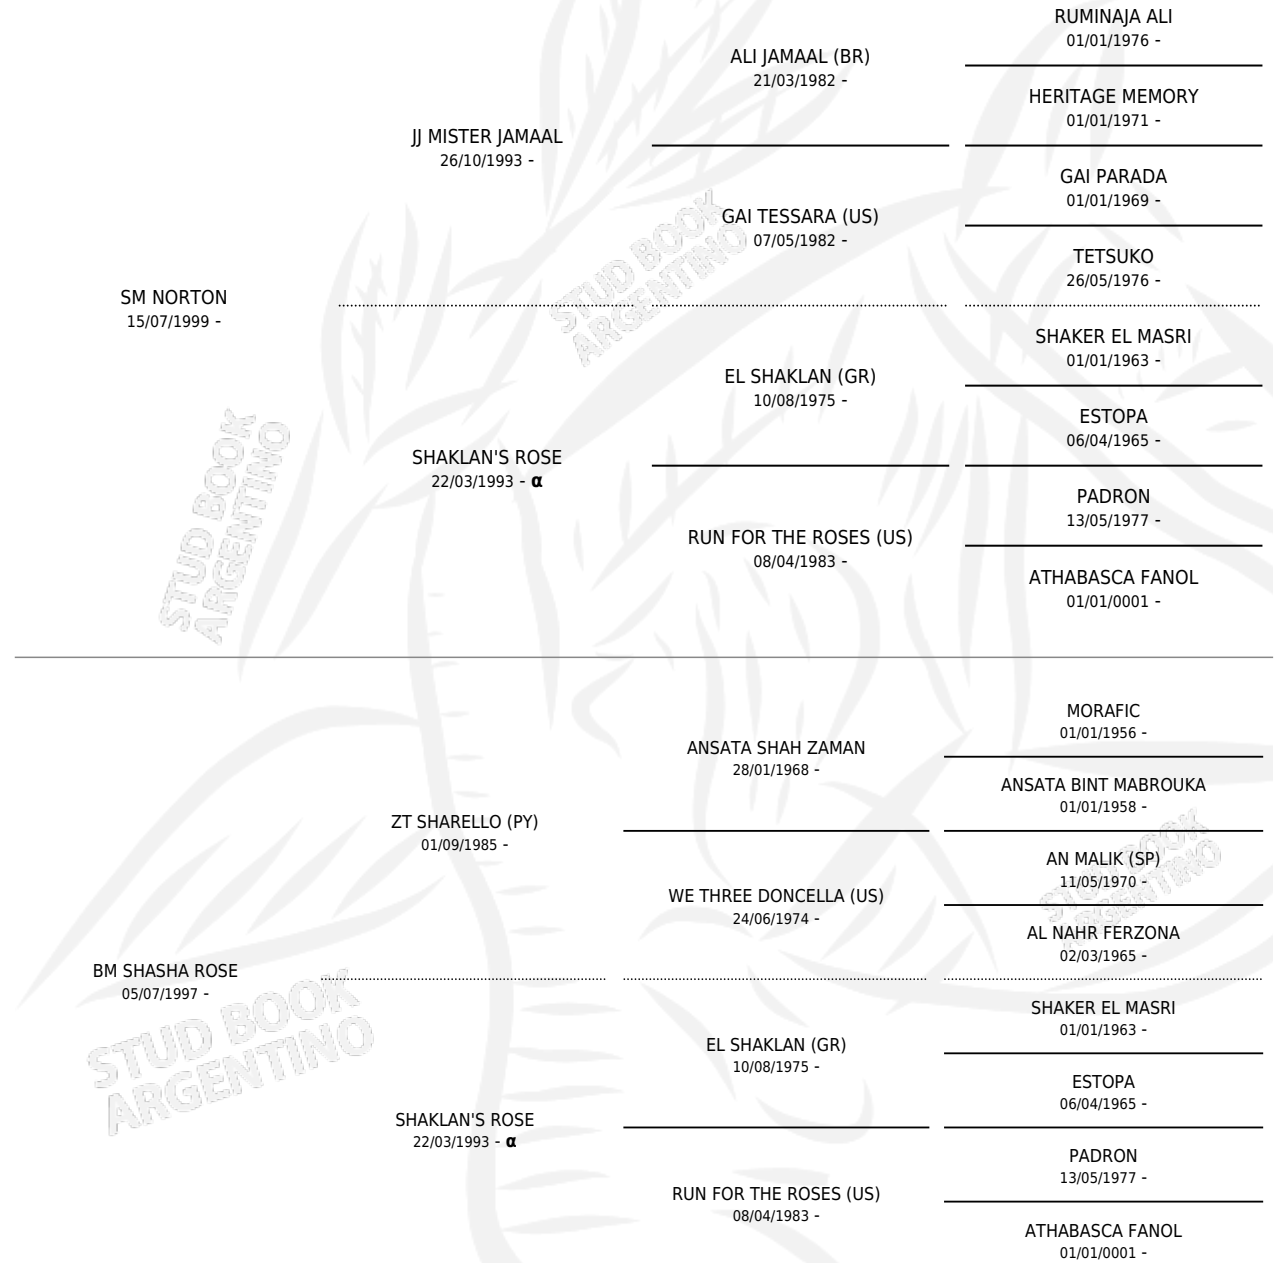 RUMINAJA ALI
01/01/1976 -
ALI JAMAAL (BR)
21/03/1982 -
HERITAGE MEMORY
01/01/1971 -
JJ MISTER JAMAAL
26/10/1993 -
GAI PARADA
01/01/1969 -
GAI TESSARA (US)
07/05/1982 -
TETSUKO
26/05/1976 -
SM NORTON
15/07/1999 -
SHAKER EL MASRI
01/01/1963 -
EL SHAKLAN (GR)
10/08/1975 -
ESTOPA
06/04/1965 -
SHAKLAN'S ROSE
22/03/1993 - α
PADRON
13/05/1977 -
RUN FOR THE ROSES (US)
08/04/1983 -
ATHABASCA FANOL
01/01/0001 -
MORAFIC
01/01/1956 -
ANSATA SHAH ZAMAN
28/01/1968 -
ANSATA BINT MABROUKA
01/01/1958 -
ZT SHARELLO (PY)
01/09/1985 -
AN MALIK (SP)
11/05/1970 -
WE THREE DONCELLA (US)
24/06/1974 -
AL NAHR FERZONA
02/03/1965 -
BM SHASHA ROSE
05/07/1997 -
SHAKER EL MASRI
01/01/1963 -
EL SHAKLAN (GR)
10/08/1975 -
ESTOPA
06/04/1965 -
SHAKLAN'S ROSE
22/03/1993 - α
PADRON
13/05/1977 -
RUN FOR THE ROSES (US)
08/04/1983 -
ATHABASCA FANOL
01/01/0001 -
STUD BOOK
ARGENTINO
STUD BOOK
ARGENTINO
STUD BOOK
ARGENTINO
STUD BOOK
ARGENTINO